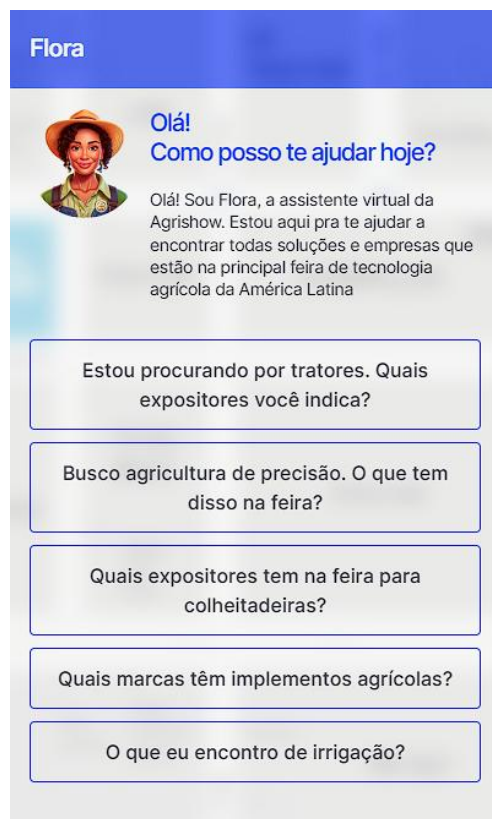 Flora
Olá!
Como posso te ajudar hoje?
Olá! Sou Flora, a assistente virtual da
Agrishow. Estou aqui pra te ajudar a
encontrar todas soluções e empresas que
estão na principal feira de tecnologia
agrícola da América Latina
Estou procurando por tratores. Quais
expositores você indica?
Busco agricultura de precisão. O que tem
disso na feira?
Quais expositores tem na feira para
colheitadeiras?
Quais marcas têm implementos agrícolas?
O que eu encontro de irrigação?